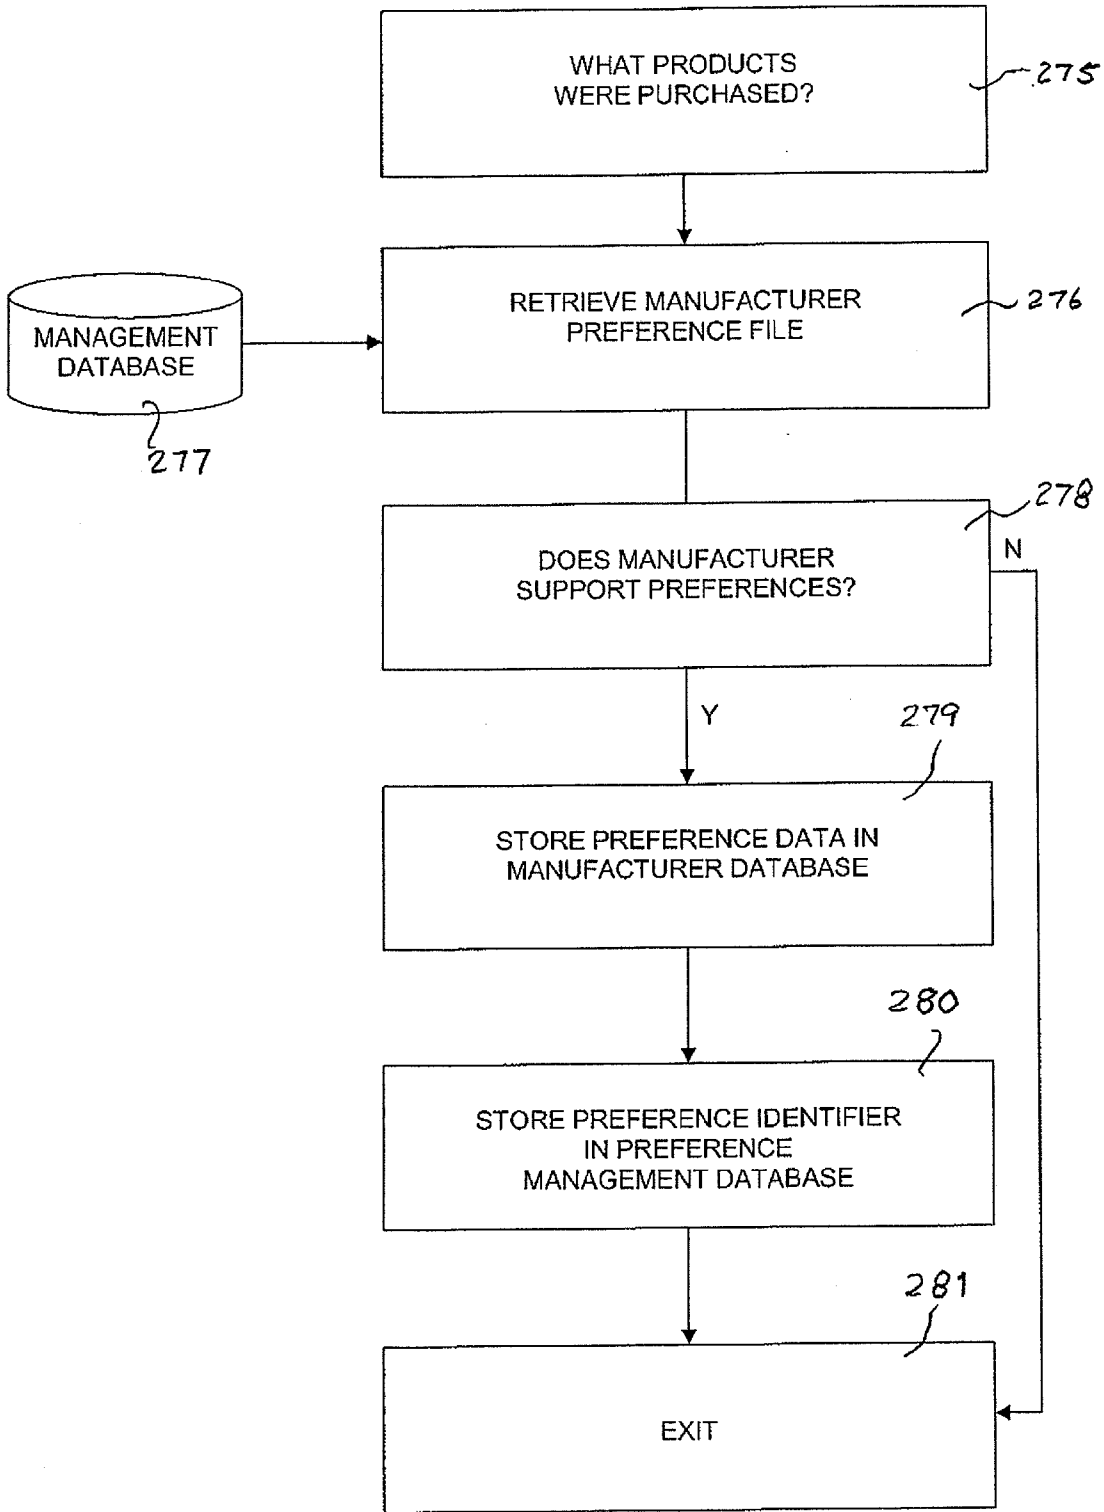 WHAT PRODUCTS
WERE PURCHASED?
275
RETRIEVE MANUFACTURER
PREFERENCE FILE
276
MANAGEMENT
DATABASE
277
278
DOES MANUFACTURER
SUPPORT PREFERENCES?
N
Y
279
STORE PREFERENCE DATA IN
MANUFACTURER DATABASE
280
STORE PREFERENCE IDENTIFIER
IN PREFERENCE
MANAGEMENT DATABASE
281
EXIT